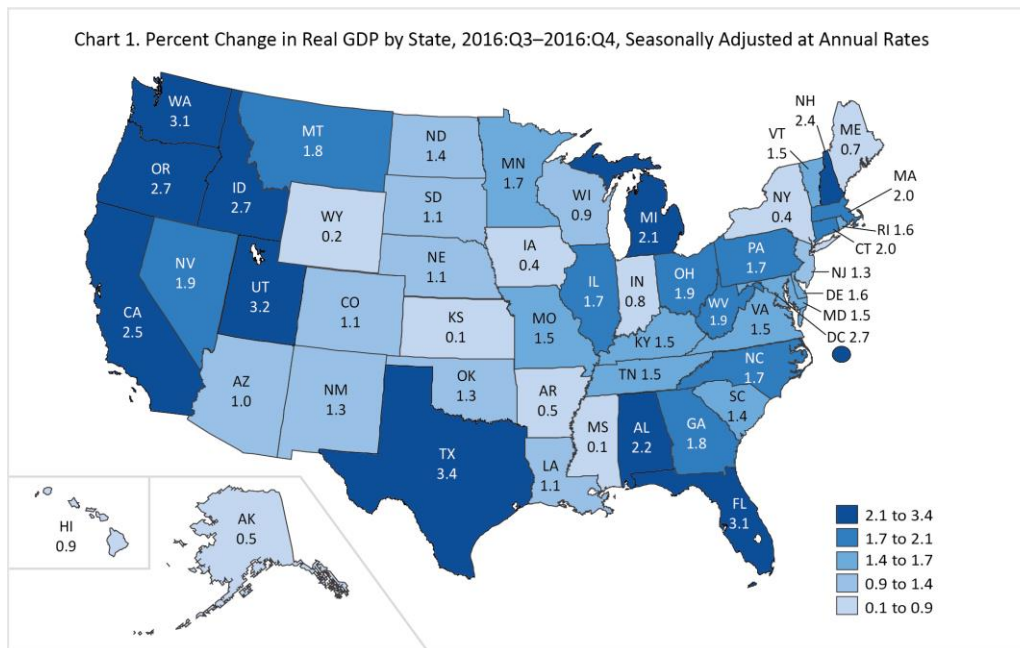 Chart 1. Percent Change in Real GDP by State, 2016:Q3–2016:Q4, Seasonally Adjusted at Annual Rates
WA
3.1
MT
1.8
ND
1.4
MN
1.7
VT
1.5
NH
2.4
ME
0.7
OR
2.7
ID
2.7
SD
1.1
WI
0.9
MI
2.1
NY
0.4
MA
2.0
RI 1.6
CT 2.0
WY
0.2
NE
1.1
IA
0.4
IL
1.7
IN
0.8
OH
1.9
PA
1.7
NJ 1.3
DE 1.6
MD 1.5
DC 2.7
NV
1.9
UT
3.2
CO
1.1
KS
0.1
MO
1.5
KY 1.5
WV
1.9
VA
1.5
CA
2.5
AZ
1.0
NM
1.3
OK
1.3
AR
0.5
TN 1.5
NC
1.7
SC
1.4
TX
3.4
LA
1.1
MS
0.1
AL
2.2
GA
1.8
FL
3.1
HI
0.9
AK
0.5
2.1 to 3.4
1.7 to 2.1
1.4 to 1.7
0.9 to 1.4
0.1 to 0.9